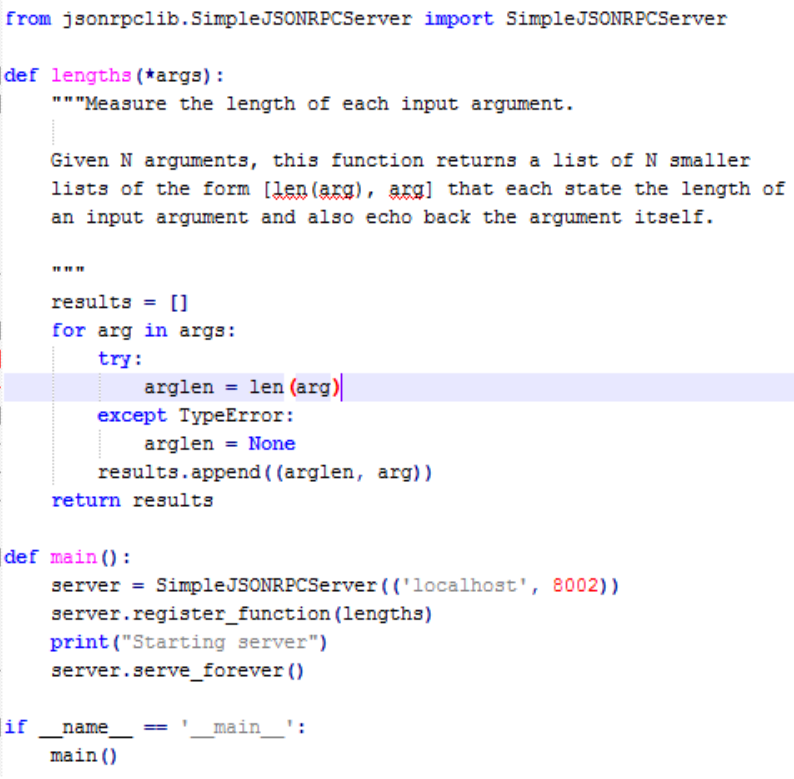 from jsonrpclib.SimpleJSONRPCServer import SimpleJSONRPCServer

def lengths(*args):
    """Measure the length of each input argument.

    Given N arguments, this function returns a list of N smaller
    lists of the form [len(arg), arg] that each state the length of
    an input argument and also echo back the argument itself.

    """
    results = []
    for arg in args:
        try:
            arglen = len(arg)
        except TypeError:
            arglen = None
        results.append((arglen, arg))
    return results

def main():
    server = SimpleJSONRPCServer(('localhost', 8002))
    server.register_function(lengths)
    print("Starting server")
    server.serve_forever()

if __name__ == '__main__':
    main()